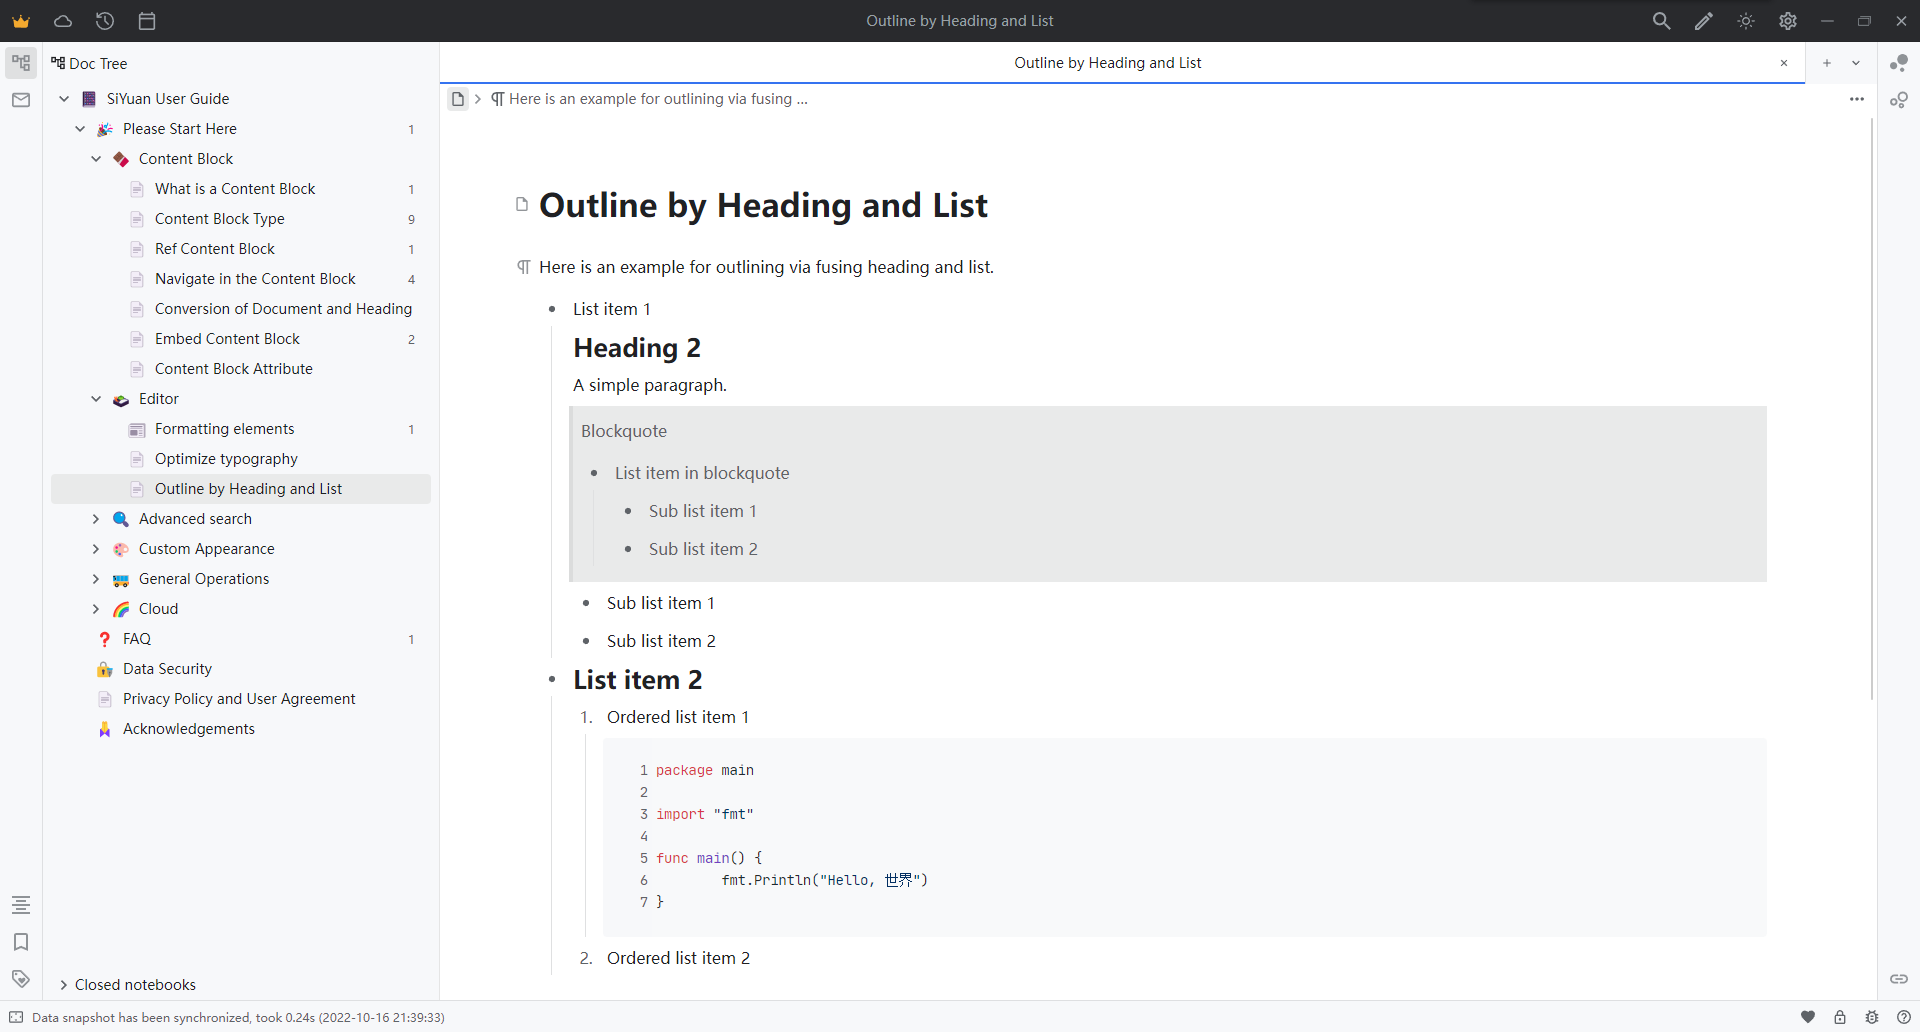 Outline by Heading and List
Doc Tree
SiYuan User Guide
Please Start Here 1
Content Block
What is a Content Block 1
Content Block Type 9
Ref Content Block 1
Navigate in the Content Block 4
Conversion of Document and Heading
Embed Content Block 2
Content Block Attribute
Editor
Formatting elements 1
Optimize typography
Outline by Heading and List
Advanced search
Custom Appearance
General Operations
Cloud
FAQ 1
Data Security
Privacy Policy and User Agreement
Acknowledgements
Closed notebooks
Outline by Heading and List
Here is an example for outlining via fusing ...
Outline by Heading and List
Here is an example for outlining via fusing heading and list.
List item 1
Heading 2
A simple paragraph.
Blockquote
List item in blockquote
Sub list item 1
Sub list item 2
Sub list item 1
Sub list item 2
List item 2
1. Ordered list item 1
1 package main
2
3 import "fmt"
4
5 func main() {
6 fmt.Println("Hello, 世界")
7 }
2. Ordered list item 2
Data snapshot has been synchronized, took 0.24s (2022-10-16 21:39:33)